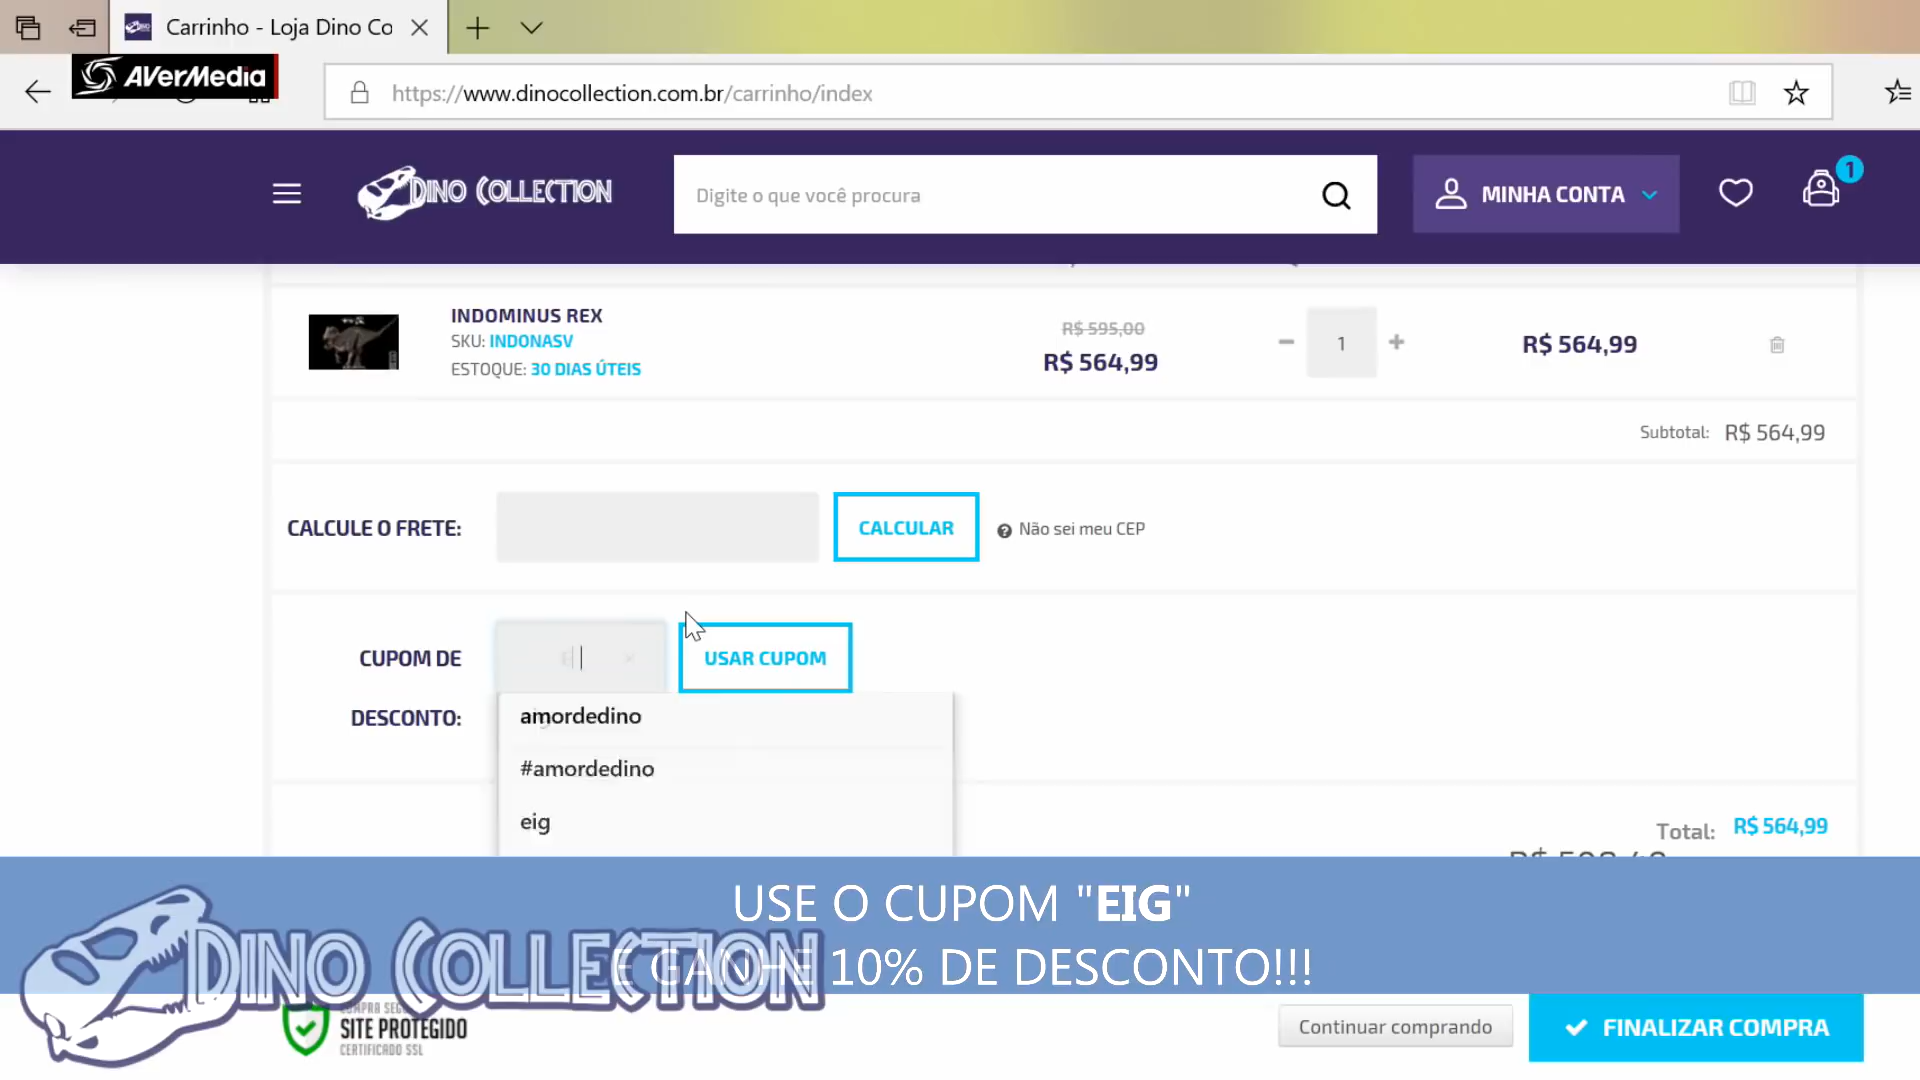 Carrinho - Loja Dino Co
AVerMedia
https://www.dinocollection.com.br/carrinho/index
DINO COLLECTION
Digite o que você procura
MINHA CONTA
1
INDOMINUS REX
SKU: INDONASV
ESTOQUE: 30 DIAS ÚTEIS
R$ 595,00
R$ 564,99
1
R$ 564,99
Subtotal: R$ 564,99
CALCULE O FRETE:
CALCULAR
Não sei meu CEP
CUPOM DE DESCONTO:
USAR CUPOM
amordedino
#amordedino
eig
Total: R$ 564,99
USE O CUPOM "EIG"
E GANHE 10% DE DESCONTO!!!
DINO COLLECTION
SITE PROTEGIDO
CERTIFICADO SSL
Continuar comprando
FINALIZAR COMPRA